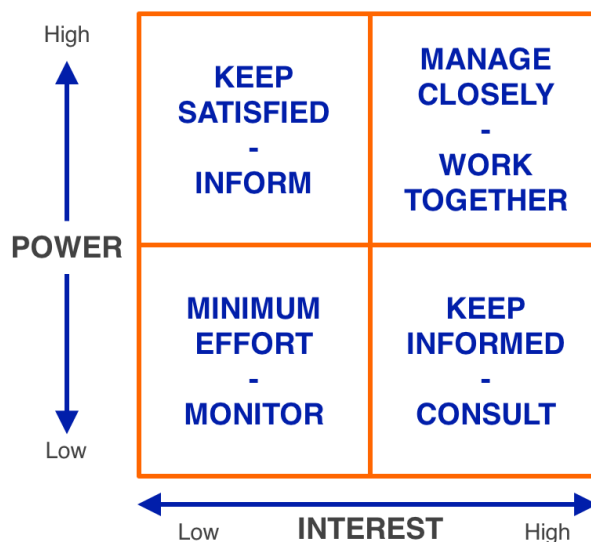 High
KEEP
SATISFIED
-
INFORM
MANAGE
CLOSELY
-
WORK
TOGETHER
POWER
MINIMUM
EFFORT
-
MONITOR
KEEP
INFORMED
-
CONSULT
Low
Low
INTEREST
High